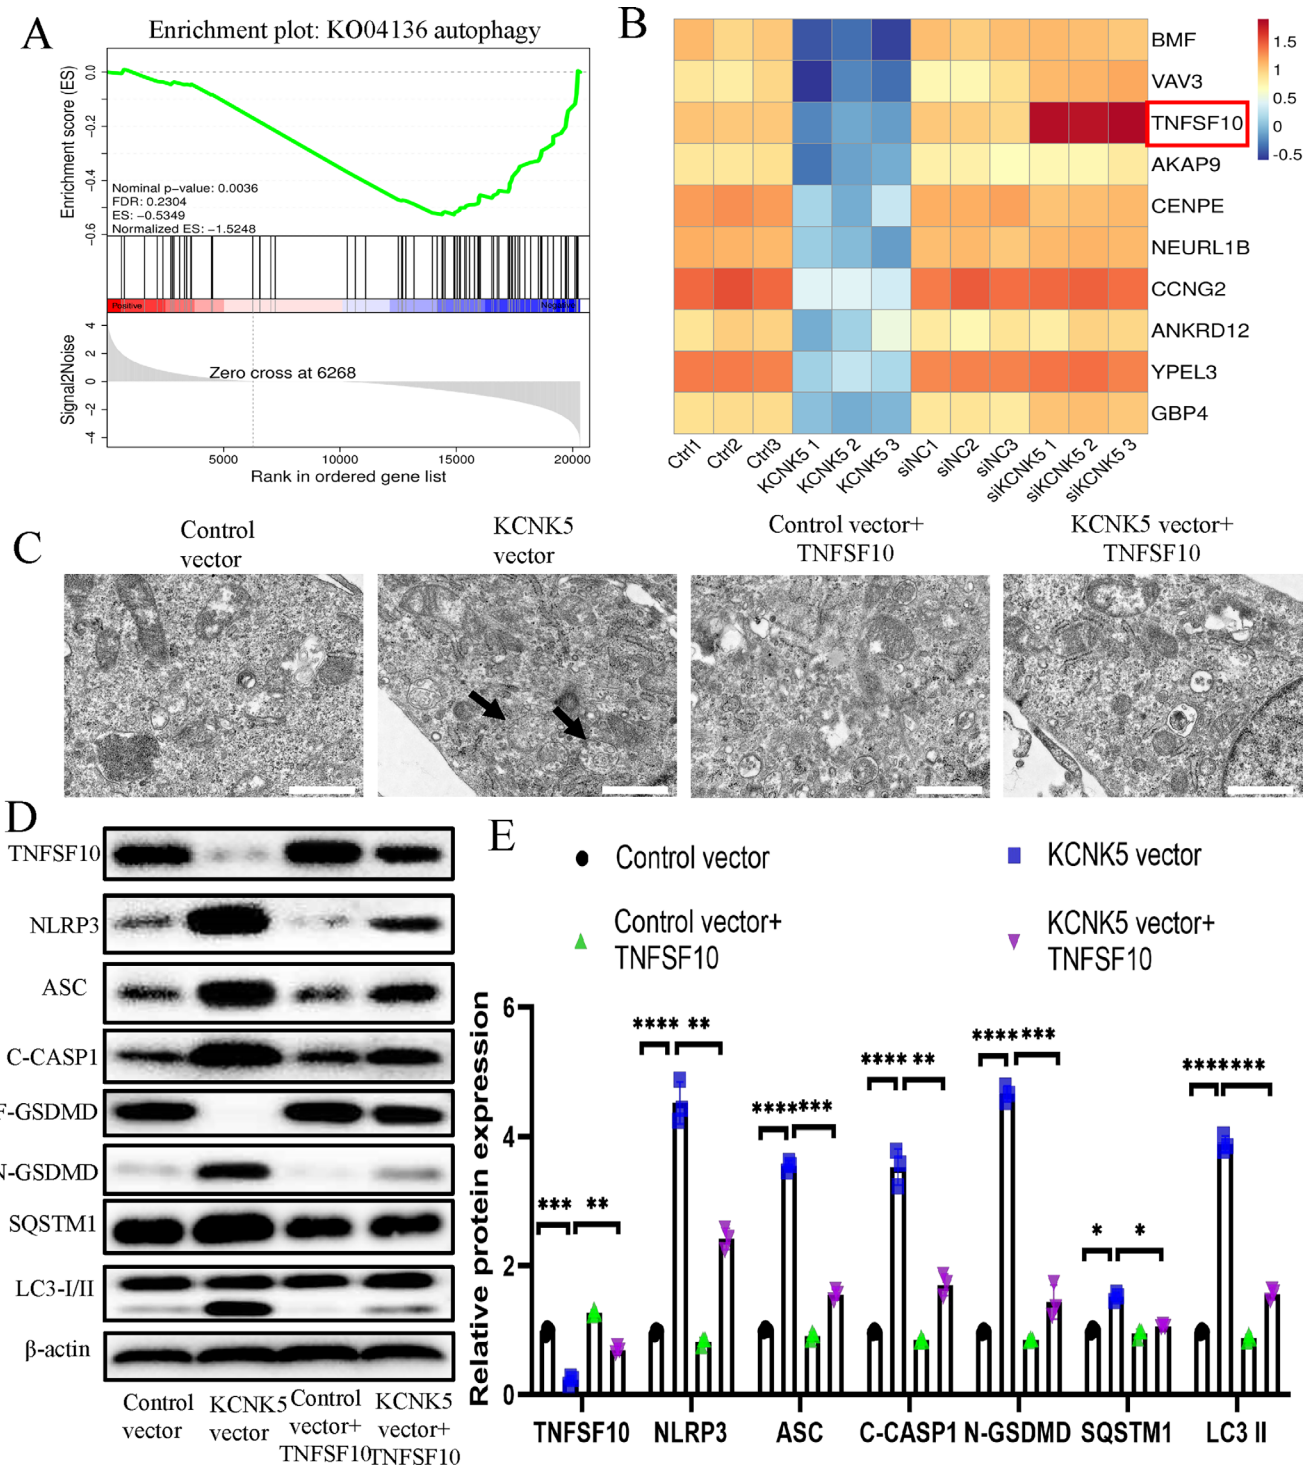 A
Enrichment plot: KO04136 autophagy
Enrichment score (ES)
0.0
-0.2
-0.4
-0.6
Nominal p-value: 0.0036
FDR: 0.2304
ES: -0.5349
Normalized ES: -1.5248
Positive
Negative
Signal2Noise
4
2
0
-2
-4
Zero cross at 6268
5000
10000
15000
20000
Rank in ordered gene list
B
BMF
VAV3
TNFSF10
AKAP9
CENPE
NEURL1B
CCNG2
ANKRD12
YPEL3
GBP4
1.5
1
0.5
0
-0.5
Ctrl1
Ctrl2
Ctrl3
KCNK5 1
KCNK5 2
KCNK5 3
siNC1
siNC2
siNC3
siKCNK5 1
siKCNK5 2
siKCNK5 3
C
Control
vector
KCNK5
vector
Control vector+
TNFSF10
KCNK5 vector+
TNFSF10
D
TNFSF10
NLRP3
ASC
C-CASP1
F-GSDMD
N-GSDMD
SQSTM1
LC3-I/II
β-actin
Control
vector
KCNK5
vector
Control
vector+
TNFSF10
KCNK5
vector+
TNFSF10
E
Control vector
KCNK5 vector
Control vector+
TNFSF10
KCNK5 vector+
TNFSF10
Relative protein expression
6
4
2
0
*** **
**** **
**** ***
**** **
**** ***
* *
**** ***
TNFSF10
NLRP3
ASC
C-CASP1
N-GSDMD
SQSTM1
LC3 II